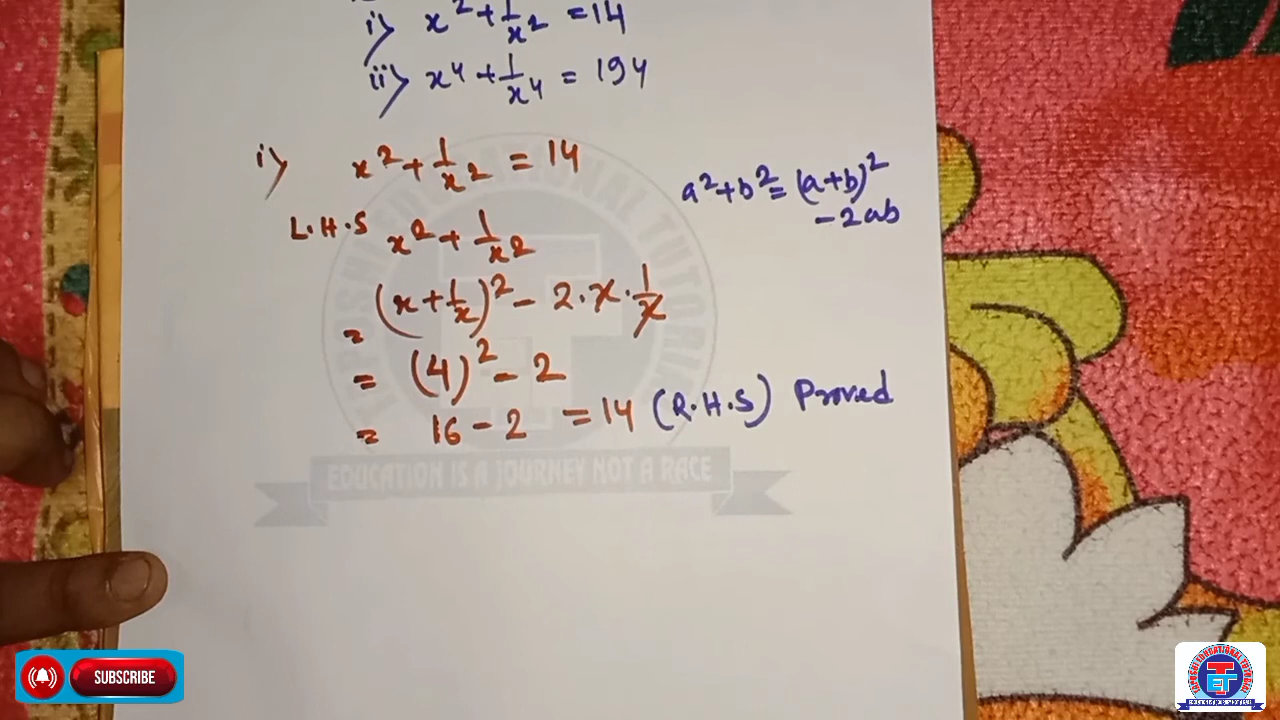 i) x² + 1/x² = 14
ii) x⁴ + 1/x⁴ = 194
i) x² + 1/x² = 14
a² + b² = (a+b)²
- 2ab
L.H.S x² + 1/x²
= (x + 1/x)² - 2 · x · 1/x
= (4)² - 2
= 16 - 2 = 14 (R.H.S) Proved
EDUCATION IS A JOURNEY NOT A RACE
SUBSCRIBE